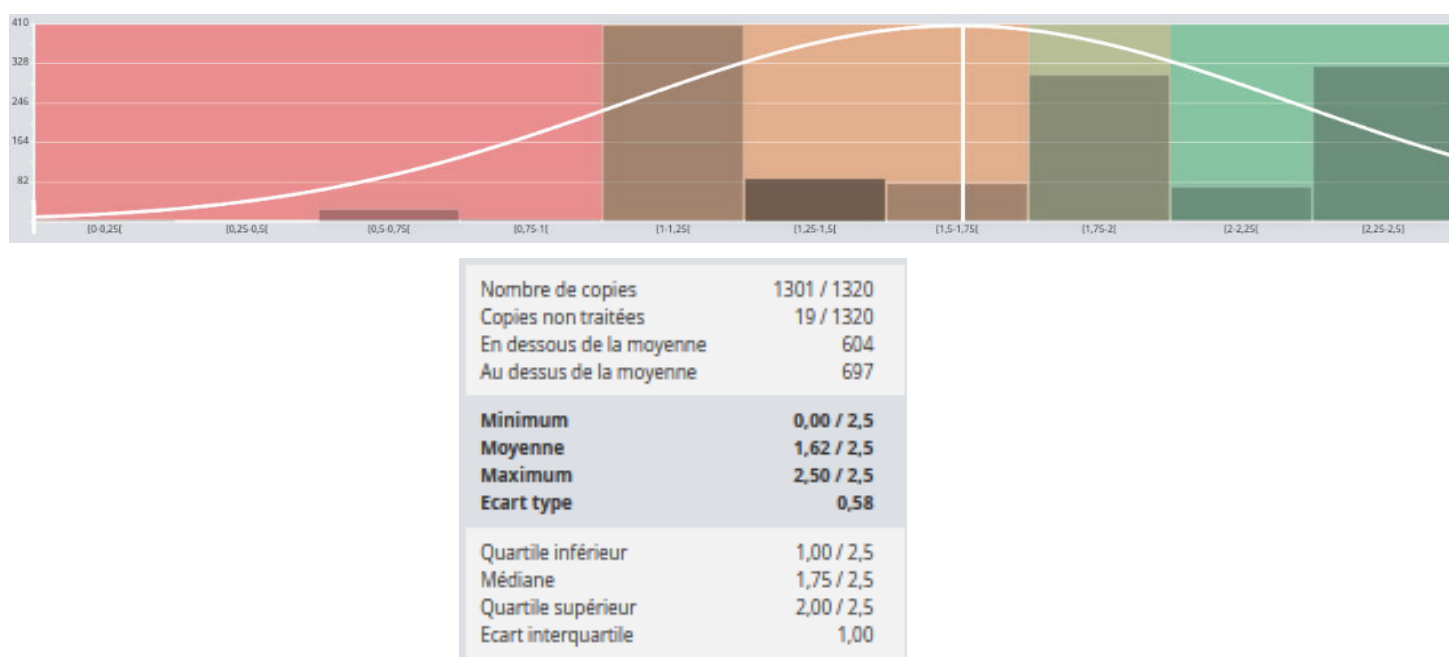 410
328
246
164
82
[0-0,25[ [0,25-0,5[ [0,5-0,75[ [0,75-1[ [1-1,25[ [1,25-1,5[ [1,5-1,75[ [1,75-2[ [2-2,25[ [2,25-2,5]
Nombre de copies 1301 / 1320
Copies non traitées 19 / 1320
En dessous de la moyenne 604
Au dessus de la moyenne 697
Minimum 0,00 / 2,5
Moyenne 1,62 / 2,5
Maximum 2,50 / 2,5
Ecart type 0,58
Quartile inférieur 1,00 / 2,5
Médiane 1,75 / 2,5
Quartile supérieur 2,00 / 2,5
Ecart interquartile 1,00